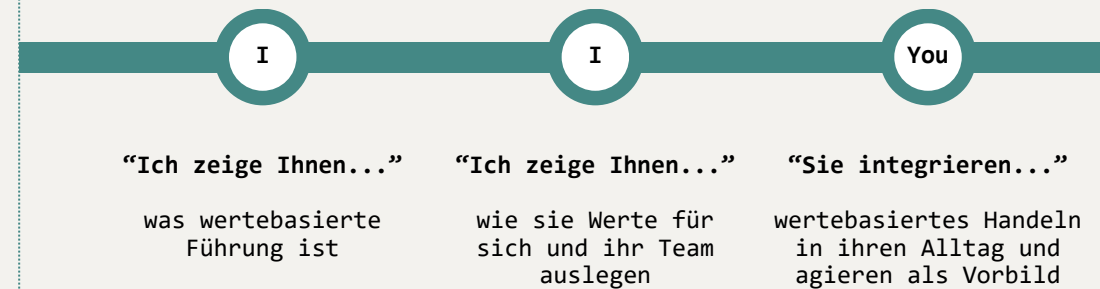 I
I
You
“Ich zeige Ihnen...”
“Ich zeige Ihnen...”
“Sie integrieren...”
was wertebasierte
Führung ist
wie sie Werte für
sich und ihr Team
auslegen
wertebasiertes Handeln
in ihren Alltag und
agieren als Vorbild